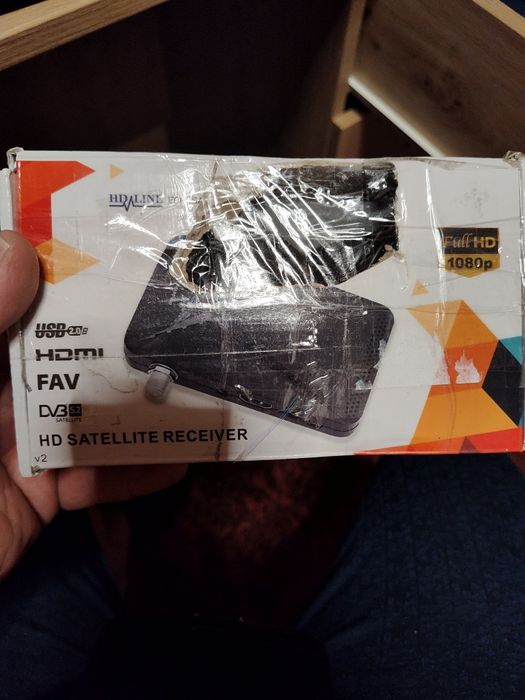 HD LINE
Full HD
1080p
USB 2.0
HDMI
FAV
DVB S2
SATELLITE
HD SATELLITE RECEIVER
v2